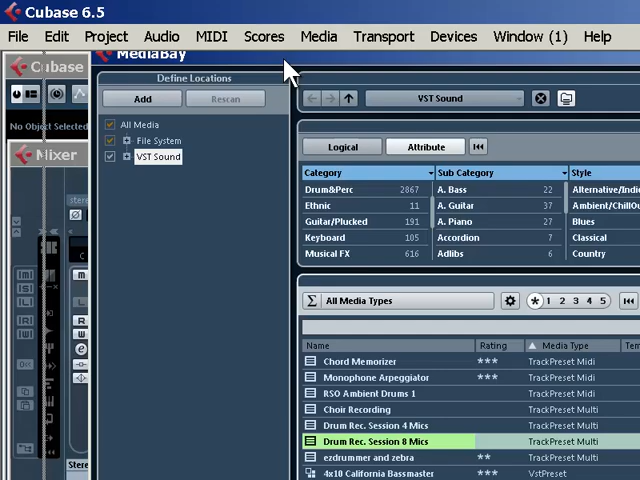 Cubase 6.5
File Edit Project Audio MIDI Scores Media Transport Devices Window (1) Help
Cubase
MediaBay
Define Locations
Add Rescan
VST Sound
No Object Selected
All Media
File System
VST Sound
Mixer
Logical Attribute
Category Sub Category Style
Drum&Perc 2867 A. Bass 22 Alternative/Indie
Ethnic 11 A. Guitar 37 Ambient/ChillOu
Guitar/Plucked 191 A. Piano 27 Blues
Keyboard 105 Accordion 7 Classical
Musical FX 616 Adlibs 6 Country
stere
C
m
R
W
e
Σ All Media Types * 1 2 3 4 5
Name Rating Media Type Tem
Chord Memorizer *** TrackPreset Midi
Monophone Arpeggiator *** TrackPreset Midi
RSO Ambient Drums 1 TrackPreset Midi
Choir Recording TrackPreset Multi
Drum Rec. Session 4 Mics TrackPreset Multi
Drum Rec. Session 8 Mics TrackPreset Multi
ezdrummer and zebra ** TrackPreset Multi
4x10 California Bassmaster *** VstPreset
Stereo